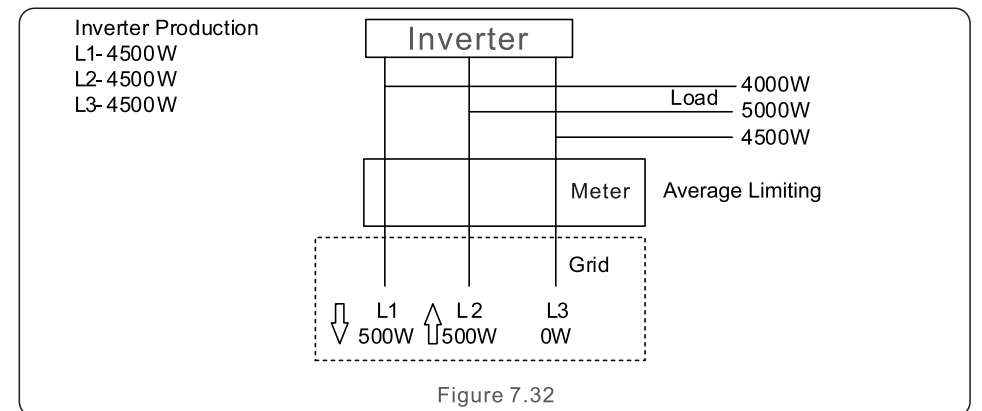 Inverter Production
L1- 4500W
L2- 4500W
L3- 4500W
Inverter
Load
4000W
5000W
4500W
Meter
Average Limiting
Grid
L1 L2 L3
500W 500W 0W
Figure 7.32